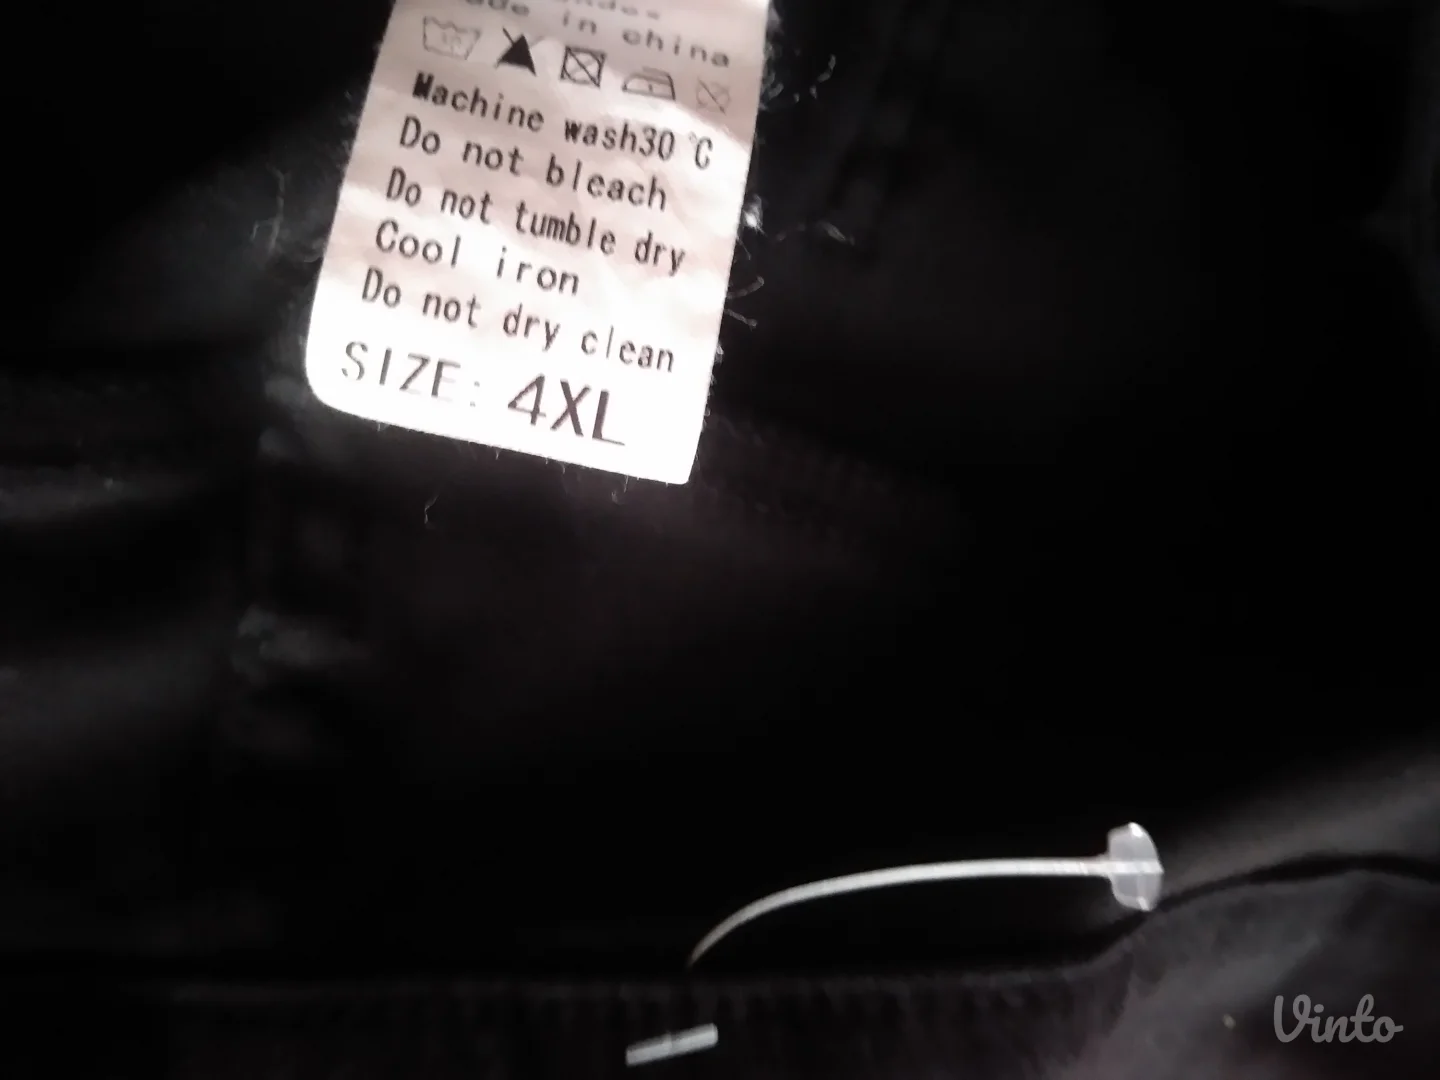 in china
Machine wash30℃
Do not bleach
Do not tumble dry
Cool iron
Do not dry clean
SIZE: 4XL
Vinto